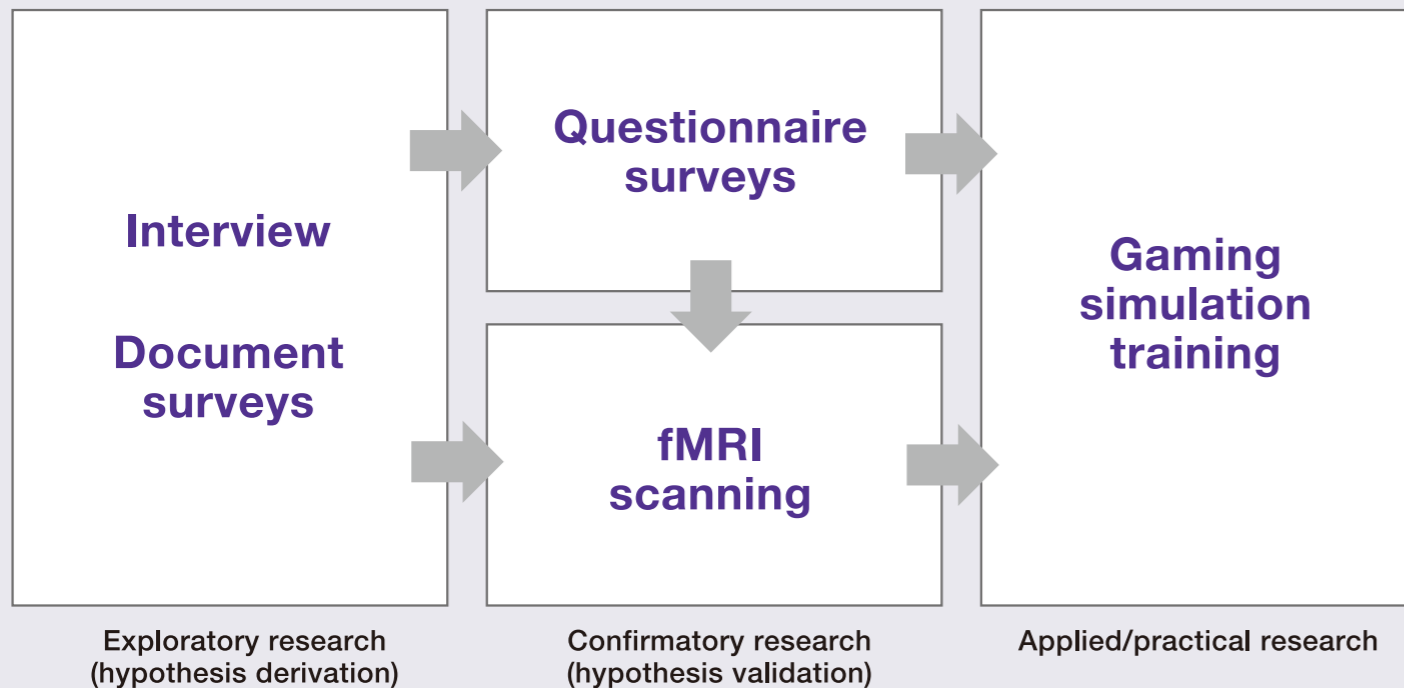 Interview
Document
surveys
Questionnaire
surveys
fMRI
scanning
Gaming
simulation
training
Exploratory research
(hypothesis derivation)
Confirmatory research
(hypothesis validation)
Applied/practical research